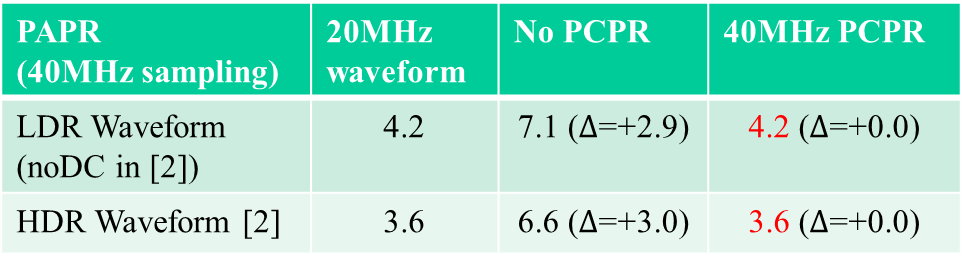 PAPR
(40MHz sampling)
20MHz
waveform
No PCPR
40MHz PCPR
LDR Waveform
(noDC in [2])
4.2
7.1 (Δ=+2.9)
4.2 (Δ=+0.0)
HDR Waveform [2]
3.6
6.6 (Δ=+3.0)
3.6 (Δ=+0.0)